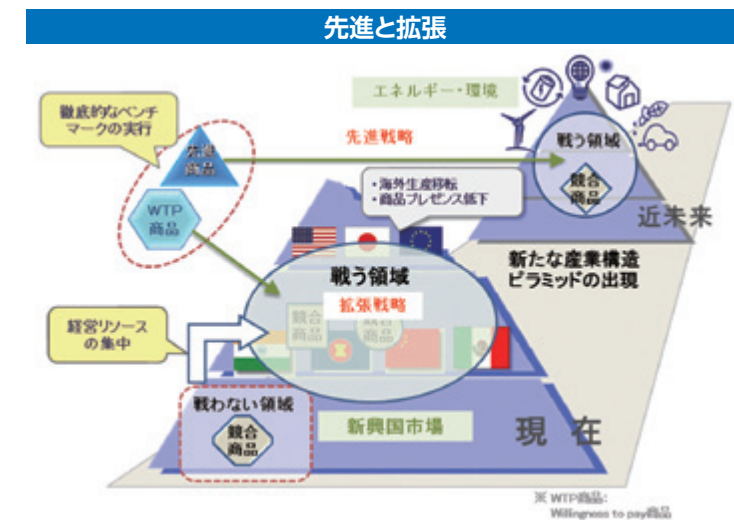 先進と拡張
エネルギー・環境
徹底的なベンチ
マークの実行
先進戦略
先進
商品
戦う領域
競合
商品
・海外生産移転
・商品プレゼンス低下
WTP
商品
近未来
新たな産業構造
ピラミッドの出現
戦う領域
拡張戦略
競合
商品
競合
商品
経営リソース
の集中
戦わない領域
競合
商品
新興国市場
現 在
※ WTP商品:
Willingness to pay商品